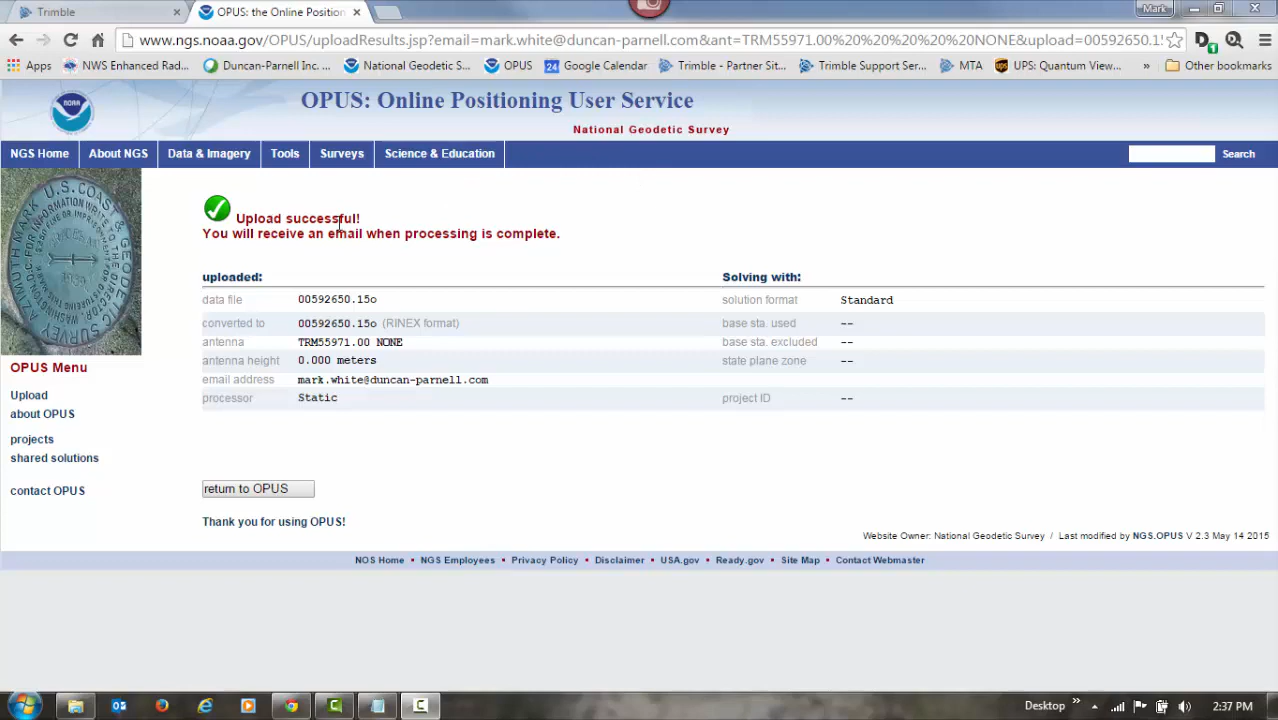 Trimble
OPUS: the Online Position
Mark
www.ngs.noaa.gov/OPUS/uploadResults.jsp?email=mark.white@duncan-parnell.com&ant=TRM55971.00%20%20%20%20%20NONE&upload=00592650.15
Apps NWS Enhanced Rad... Duncan-Parnell Inc. ... National Geodetic S... OPUS 24 Google Calendar Trimble - Partner Sit... Trimble Support Ser... MTA UPS: Quantum View... » Other bookmarks
NOAA
OPUS: Online Positioning User Service
National Geodetic Survey
NGS Home About NGS Data & Imagery Tools Surveys Science & Education Search
Upload successful!
You will receive an email when processing is complete.
uploaded: Solving with:
data file 00592650.15o solution format Standard
converted to 00592650.15o (RINEX format) base sta. used --
antenna TRM55971.00 NONE base sta. excluded --
antenna height 0.000 meters state plane zone --
email address mark.white@duncan-parnell.com
processor Static project ID --
OPUS Menu
Upload
about OPUS
projects
shared solutions
contact OPUS
return to OPUS
Thank you for using OPUS!
Website Owner: National Geodetic Survey / Last modified by NGS.OPUS V 2.3 May 14 2015
NOS Home • NGS Employees • Privacy Policy • Disclaimer • USA.gov • Ready.gov • Site Map • Contact Webmaster
Desktop » 2:37 PM